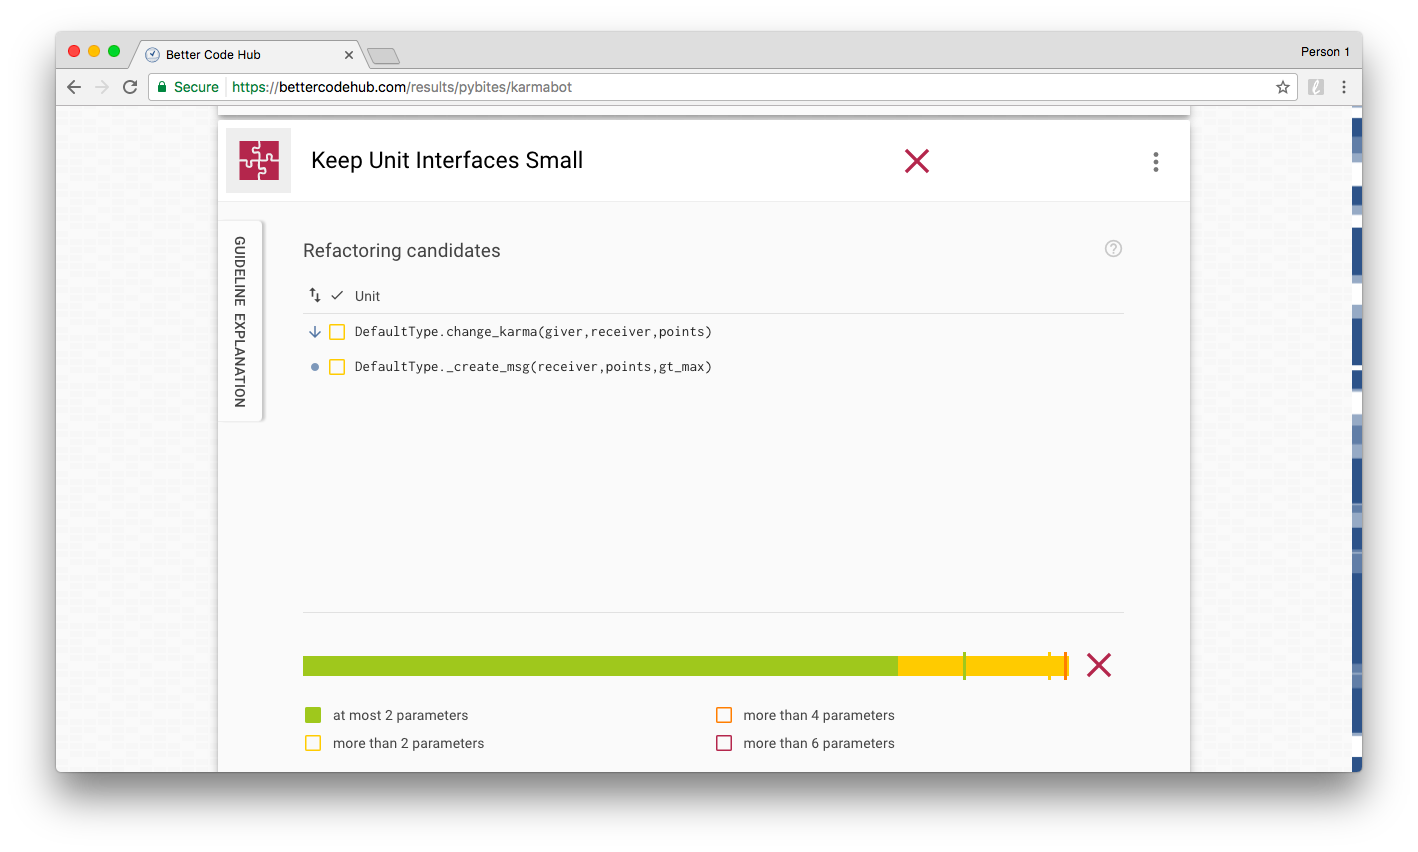 Better Code Hub
Person 1
Secure
https://bettercodehub.com/results/pybites/karmabot
Keep Unit Interfaces Small
GUIDELINE EXPLANATION
Refactoring candidates
Unit
DefaultType.change_karma(giver,receiver,points)
DefaultType._create_msg(receiver,points,gt_max)
at most 2 parameters
more than 4 parameters
more than 2 parameters
more than 6 parameters